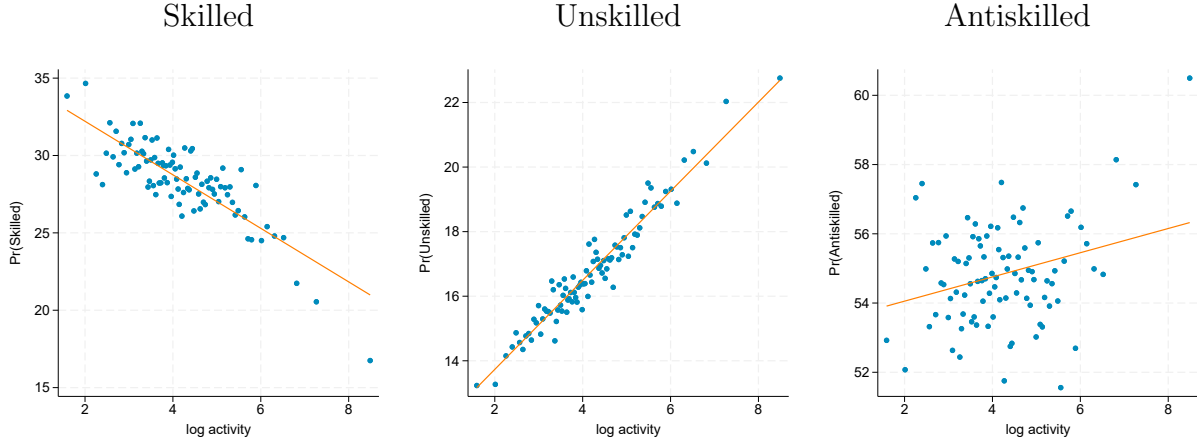 Skilled
Unskilled
Antiskilled
Pr(Skilled)
35
30
25
20
15
2 4 6 8
log activity
Pr(Unskilled)
22
20
18
16
14
2 4 6 8
log activity
Pr(Antiskilled)
60
58
56
54
52
2 4 6 8
log activity